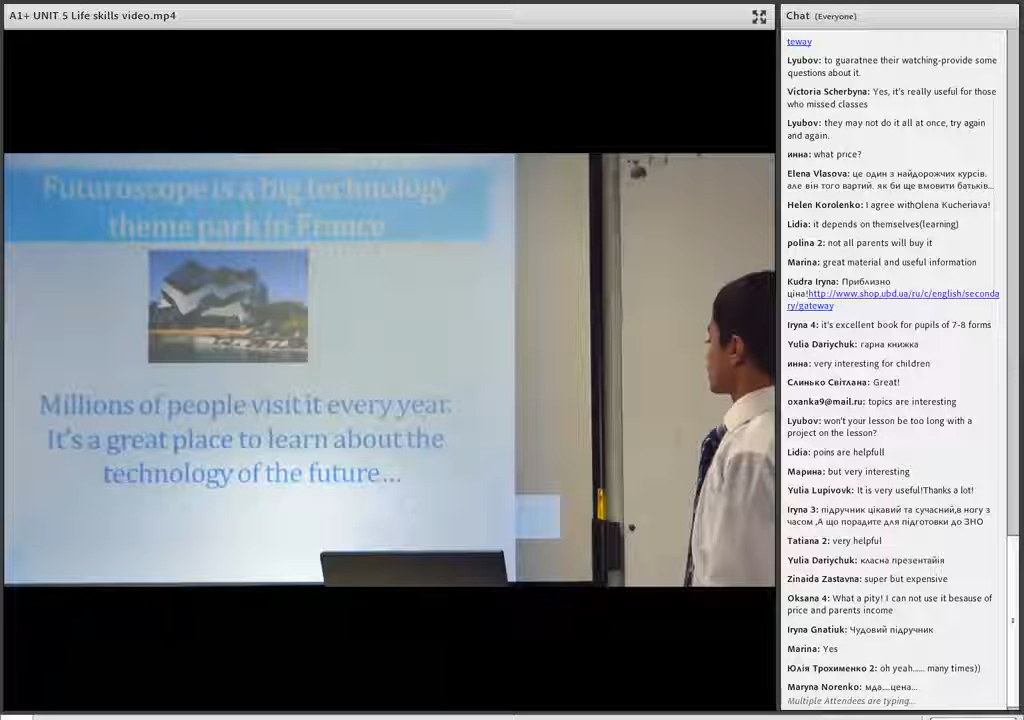 A1+ UNIT 5 Life skills video.mp4
Futuroscope is a big technology
theme park in France
Millions of people visit it every year.
It's a great place to learn about the
technology of the future...
Chat (Everyone)
teway
Lyubov: to guaratnee their watching-provide some
questions about it.
Victoria Scherbyna: Yes, it's really useful for those
who missed classes
Lyubov: they may not do it all at once, try again
and again.
инна: what price?
Elena Vlasova: це один з найдорожчих курсів.
але він того вартий. як би ще вмовити батьків...
Helen Korolenko: I agree withOlena Kucheriava!
Lidia: it depends on themselves(learning)
polina 2: not all parents will buy it
Marina: great material and useful information
Kudra Iryna: Приблизно
ціна!http://www.shop.ubd.ua/ru/c/english/seconda
ry/gateway
Iryna 4: it's excellent book for pupils of 7-8 forms
Yulia Dariychuk: гарна книжка
инна: very interesting for children
Слинько Світлана: Great!
oxanka9@mail.ru: topics are interesting
Lyubov: won't your lesson be too long with a
project on the lesson?
Lidia: poins are helpfull
Марина: but very interesting
Yulia Lupivovk: It is very useful!Thanks a lot!
Iryna 3: підручник цікавий та сучасний,в ногу з
часом ,А що порадите для підготовки до ЗНО
Tatiana 2: very helpful
Yulia Dariychuk: класна презентайія
Zinaida Zastavna: super but expensive
Oksana 4: What a pity! I can not use it besause of
price and parents income
Iryna Gnatiuk: Чудовий підручник
Marina: Yes
Юлія Трохименко 2: oh yeah...... many times))
Maryna Norenko: мда....цена...
Multiple Attendees are typing...